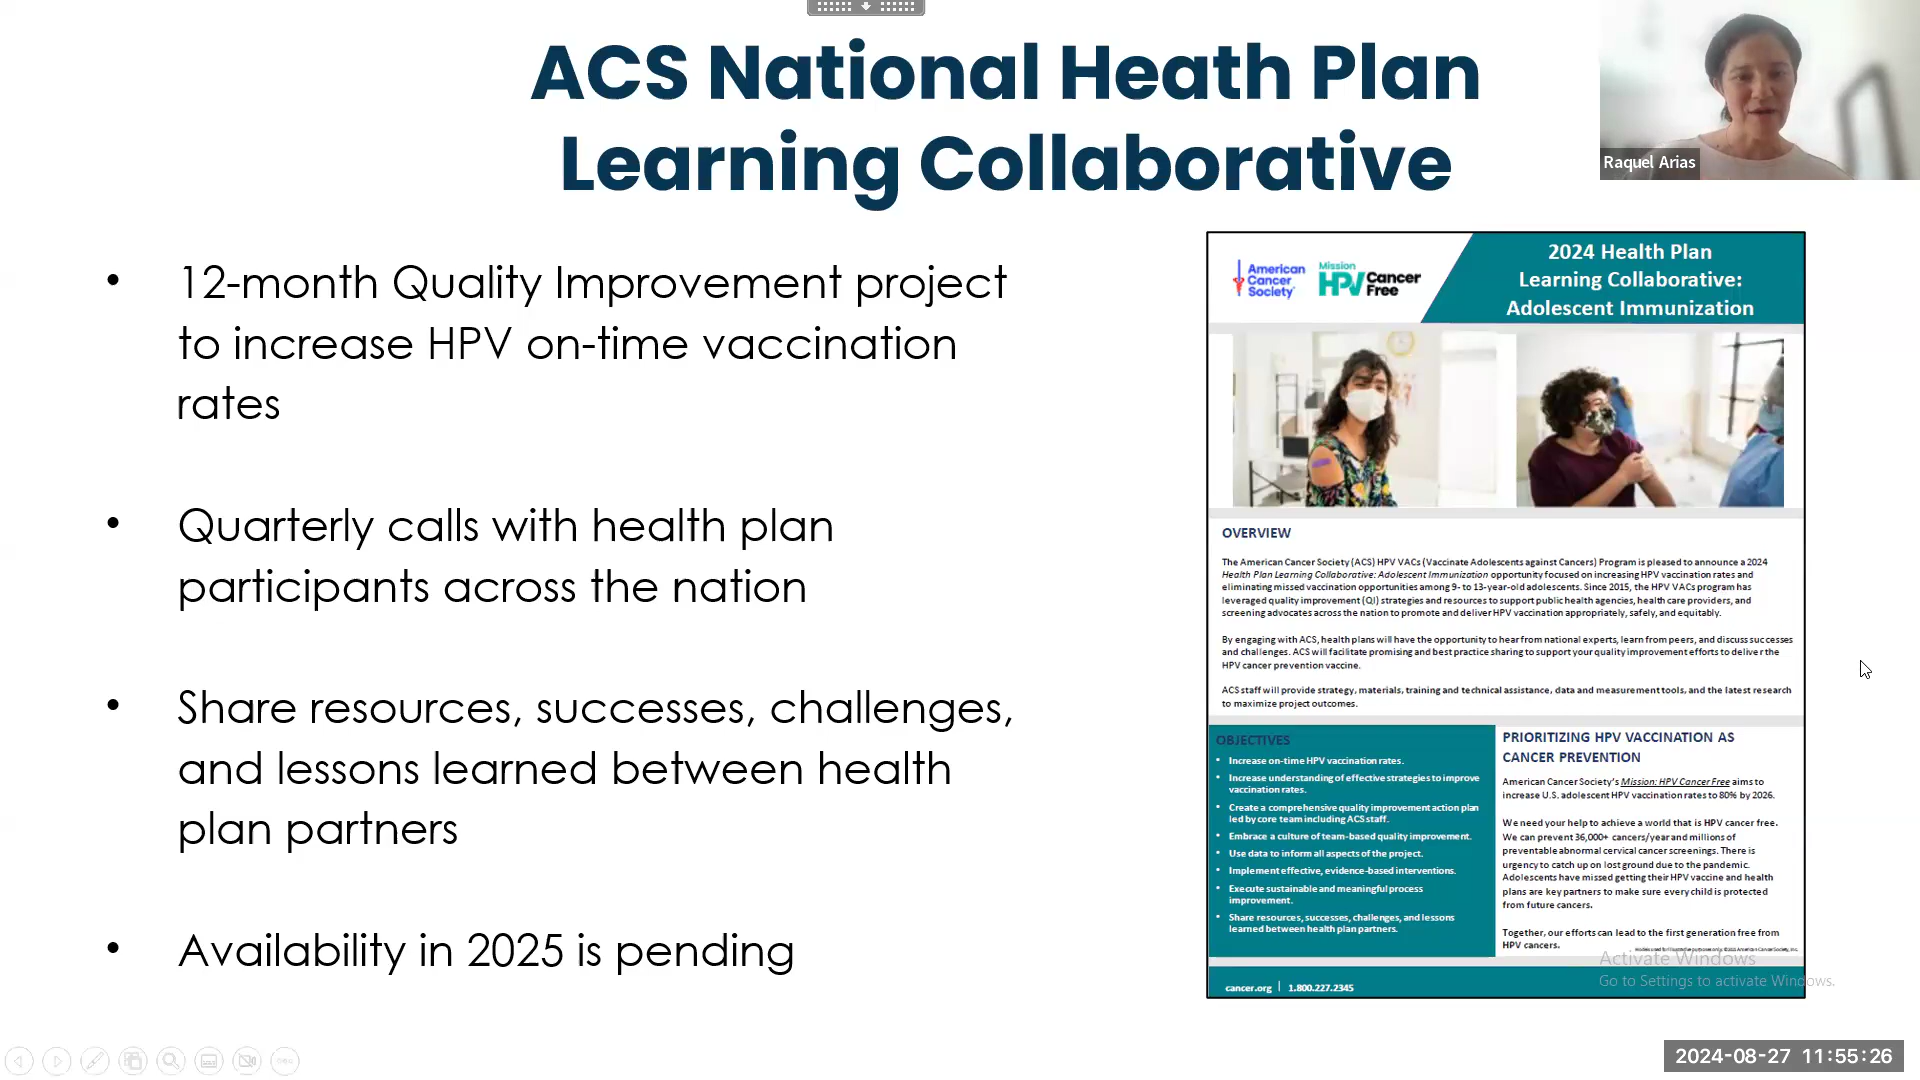 ACS National Heath Plan
Learning Collaborative
Raquel Arias
• 12-month Quality Improvement project
to increase HPV on-time vaccination
rates
• Quarterly calls with health plan
participants across the nation
• Share resources, successes, challenges,
and lessons learned between health
plan partners
• Availability in 2025 is pending
American
Cancer
Society
Mission
HPV Cancer
Free
2024 Health Plan
Learning Collaborative:
Adolescent Immunization
OVERVIEW
The American Cancer Society (ACS) HPV VACs (Vaccinate Adolescents against Cancers) Program is pleased to announce a 2024
Health Plan Learning Collaborative: Adolescent Immunization opportunity focused on increasing HPV vaccination rates and
eliminating missed vaccination opportunities among 9- to 13-year-old adolescents. Since 2015, the HPV VACs program has
leveraged quality improvement (QI) strategies and resources to support public health agencies, health care providers, and
screening advocates across the nation to promote and deliver HPV vaccination appropriately, safely, and equitably.
By engaging with ACS, health plans will have the opportunity to hear from national experts, learn from peers, and discuss successes
and challenges. ACS will facilitate promising and best practice sharing to support your quality improvement efforts to deliver the
HPV cancer prevention vaccine.
ACS staff will provide strategy, materials, training and technical assistance, data and measurement tools, and the latest research
to maximize project outcomes.
OBJECTIVES
• Increase on-time HPV vaccination rates.
• Increase understanding of effective strategies to improve
vaccination rates.
• Create a comprehensive quality improvement action plan
led by core team including ACS staff.
• Embrace a culture of team-based quality improvement.
• Use data to inform all aspects of the project.
• Implement effective, evidence-based interventions.
• Execute sustainable and meaningful process
improvement.
• Share resources, successes, challenges, and lessons
learned between health plan partners.
PRIORITIZING HPV VACCINATION AS
CANCER PREVENTION
American Cancer Society's Mission: HPV Cancer Free aims to
increase U.S. adolescent HPV vaccination rates to 80% by 2026.
We need your help to achieve a world that is HPV cancer free.
We can prevent 36,000+ cancers/year and millions of
preventable abnormal cervical cancer screenings. There is
urgency to catch up on lost ground due to the pandemic.
Adolescents have missed getting their HPV vaccine and health
plans are key partners to make sure every child is protected
from future cancers.
Together, our efforts can lead to the first generation free from
HPV cancers.
cancer.org | 1.800.227.2345
Activate Windows
Go to Settings to activate Windows.
2024-08-27 11:55:26